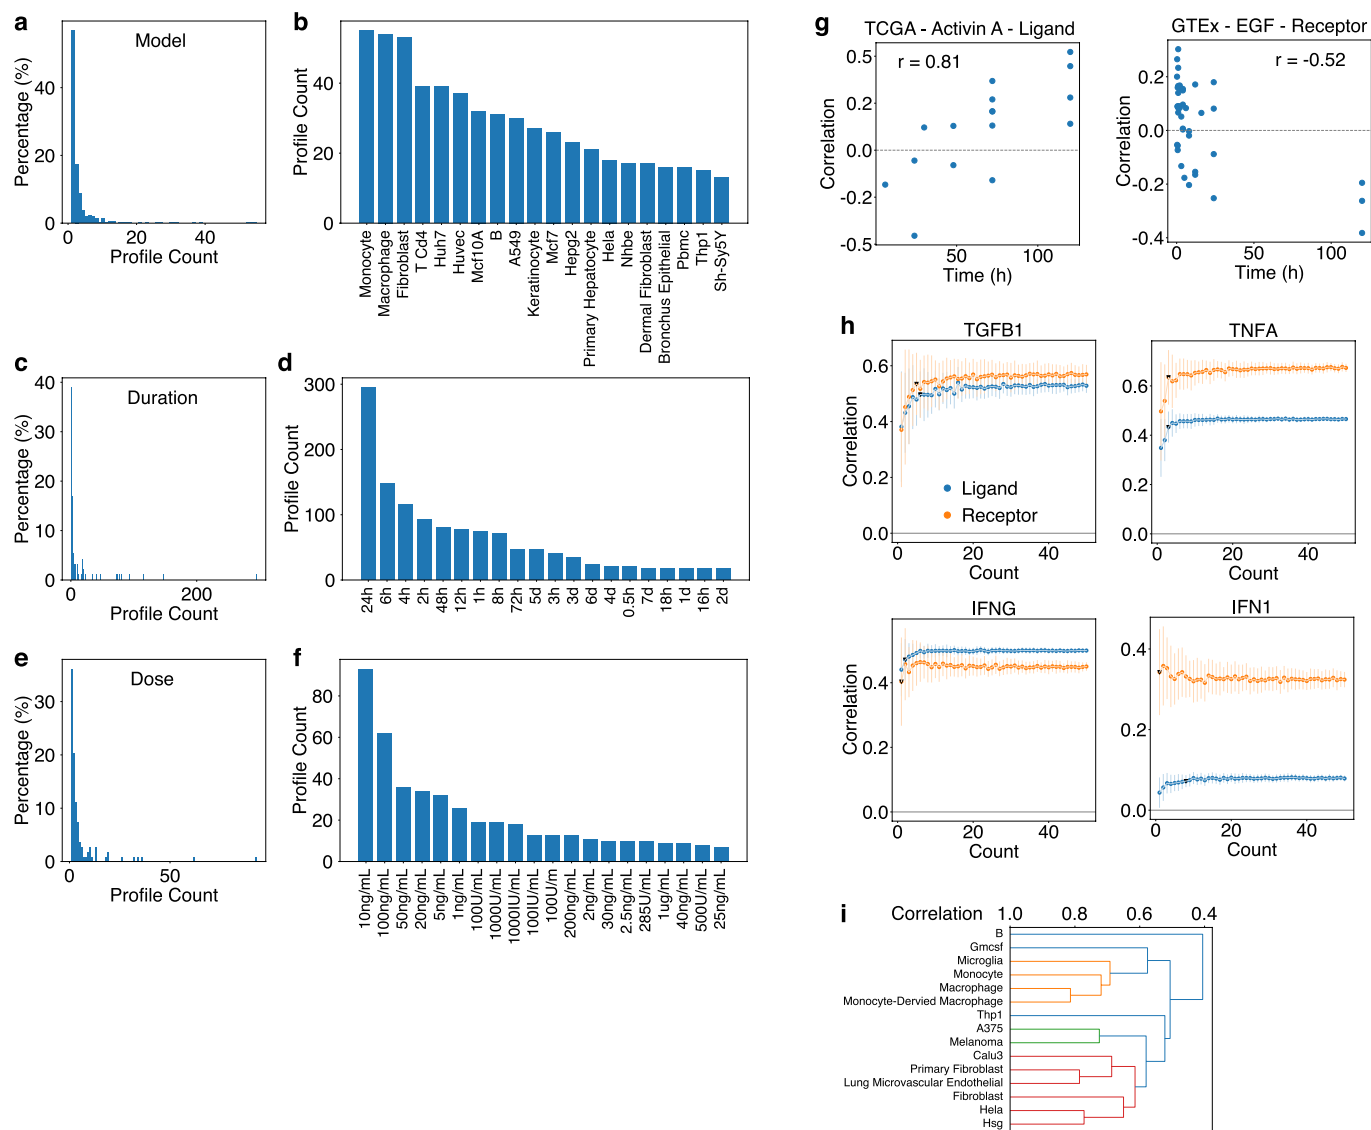 a
Model
Percentage (%)
40
20
0
0
20
40
Profile Count
b
Profile Count
40
20
0
Monocyte
Macrophage
Fibroblast
T Cd4
Huh7
Huvec
Mcf10A
B
A549
Keratinocyte
Mcf7
Hepg2
Primary Hepatocyte
Hela
Nhbe
Dermal Fibroblast
Bronchus Epithelial
Pbmc
Thp1
Sh-Sy5Y
c
Duration
Percentage (%)
40
30
20
10
0
0
200
Profile Count
d
Profile Count
300
200
100
0
24h
6h
4h
2h
48h
12h
1h
8h
72h
5d
3h
3d
6d
4d
0.5h
7d
18h
1d
16h
2d
e
Dose
Percentage (%)
30
20
10
0
0
50
Profile Count
f
Profile Count
80
60
40
20
0
10ng/mL
100ng/mL
50ng/mL
20ng/mL
5ng/mL
1ng/mL
100U/mL
1000U/mL
1000IU/mL
100IU/mL
100U/m
200ng/mL
2ng/mL
30ng/mL
2.5ng/mL
285U/mL
1ug/mL
40ng/mL
500U/mL
25ng/mL
g
TCGA - Activin A - Ligand
r = 0.81
Correlation
0.5
0.2
0.0
-0.2
-0.5
50
100
Time (h)
GTEx - EGF - Receptor
r = -0.52
Correlation
0.2
0.0
-0.2
-0.4
0
50
100
Time (h)
h
TGFB1
Correlation
0.6
0.4
0.2
0.0
Ligand
Receptor
0
20
40
Count
TNFA
0.6
0.4
0.2
0.0
0
20
40
Count
IFNG
Correlation
0.4
0.2
0.0
0
20
40
Count
IFN1
0.4
0.2
0.0
0
20
40
Count
i
Correlation
1.0
0.8
0.6
0.4
B
Gmcsf
Microglia
Monocyte
Macrophage
Monocyte-Dervied Macrophage
Thp1
A375
Melanoma
Calu3
Primary Fibroblast
Lung Microvascular Endothelial
Fibroblast
Hela
Hsg